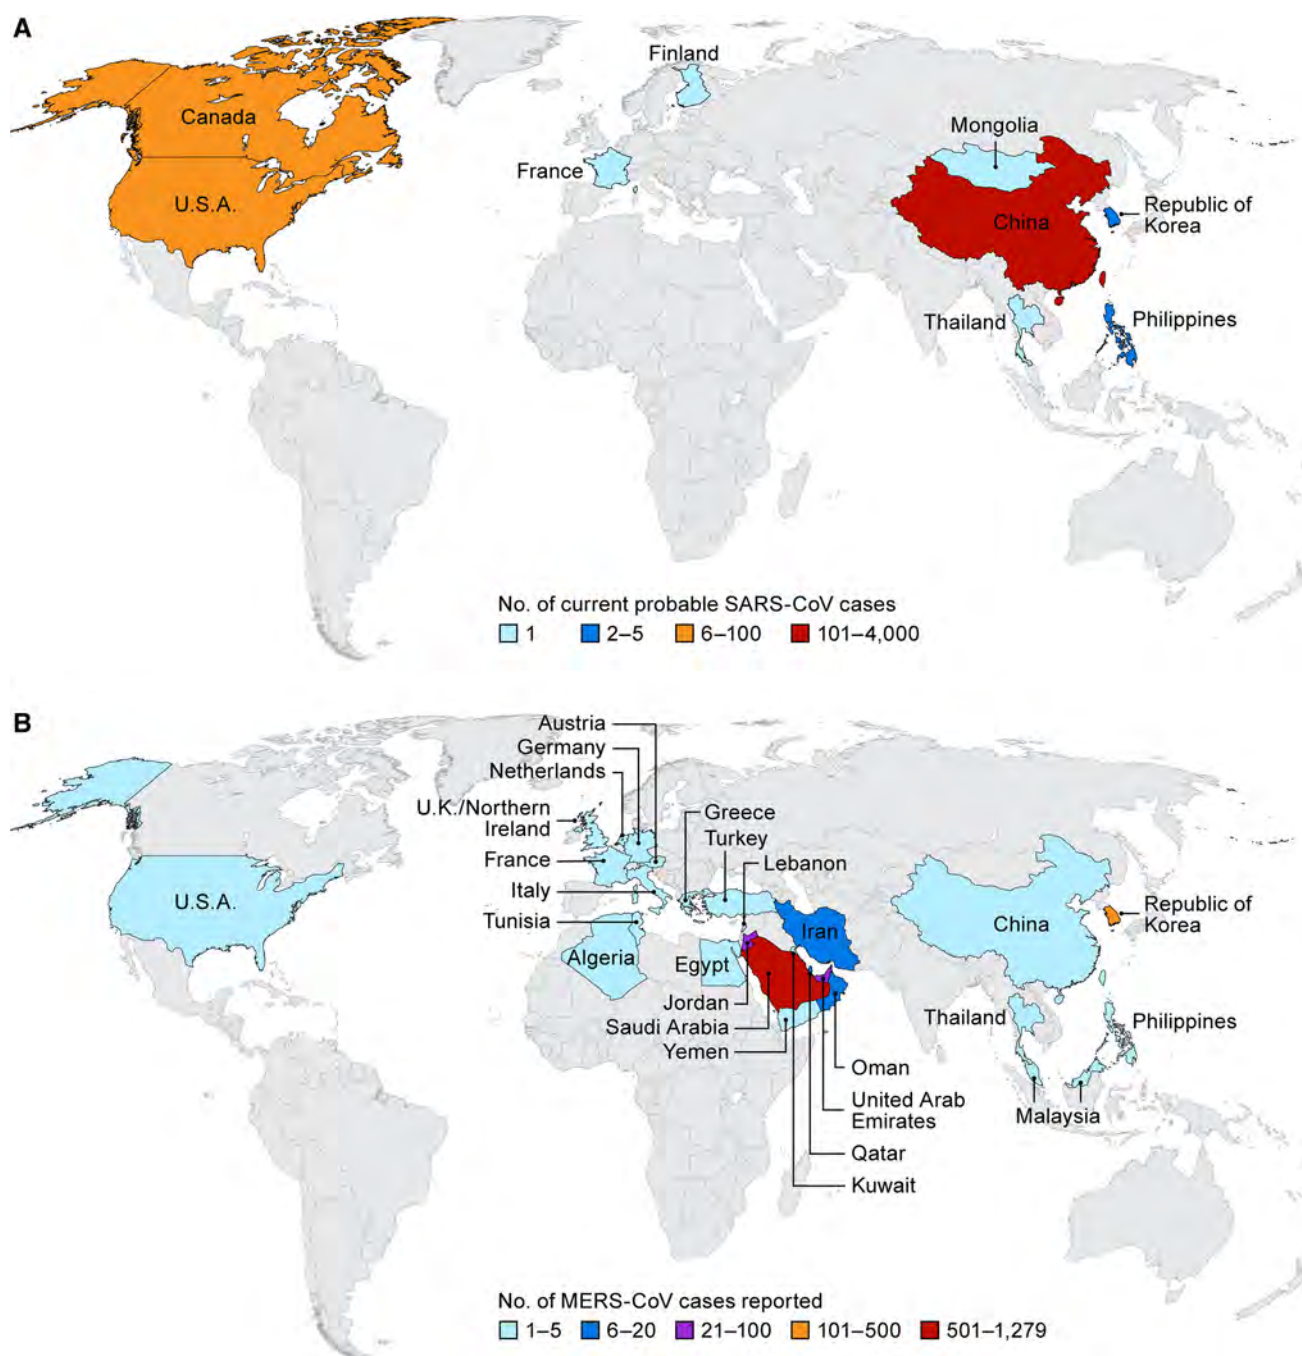 A
Finland
Canada
Mongolia
France
U.S.A.
China
Republic of
Korea
Thailand
Philippines
No. of current probable SARS-CoV cases
1 2–5 6–100 101–4,000
B
Austria
Germany
Netherlands
U.K./Northern
Ireland
Greece
Turkey
France
Lebanon
Italy
U.S.A.
Tunisia
Iran
China
Republic of
Korea
Algeria
Egypt
Jordan
Saudi Arabia
Yemen
Thailand
Philippines
Oman
United Arab
Emirates
Malaysia
Qatar
Kuwait
No. of MERS-CoV cases reported
1–5 6–20 21–100 101–500 501–1,279